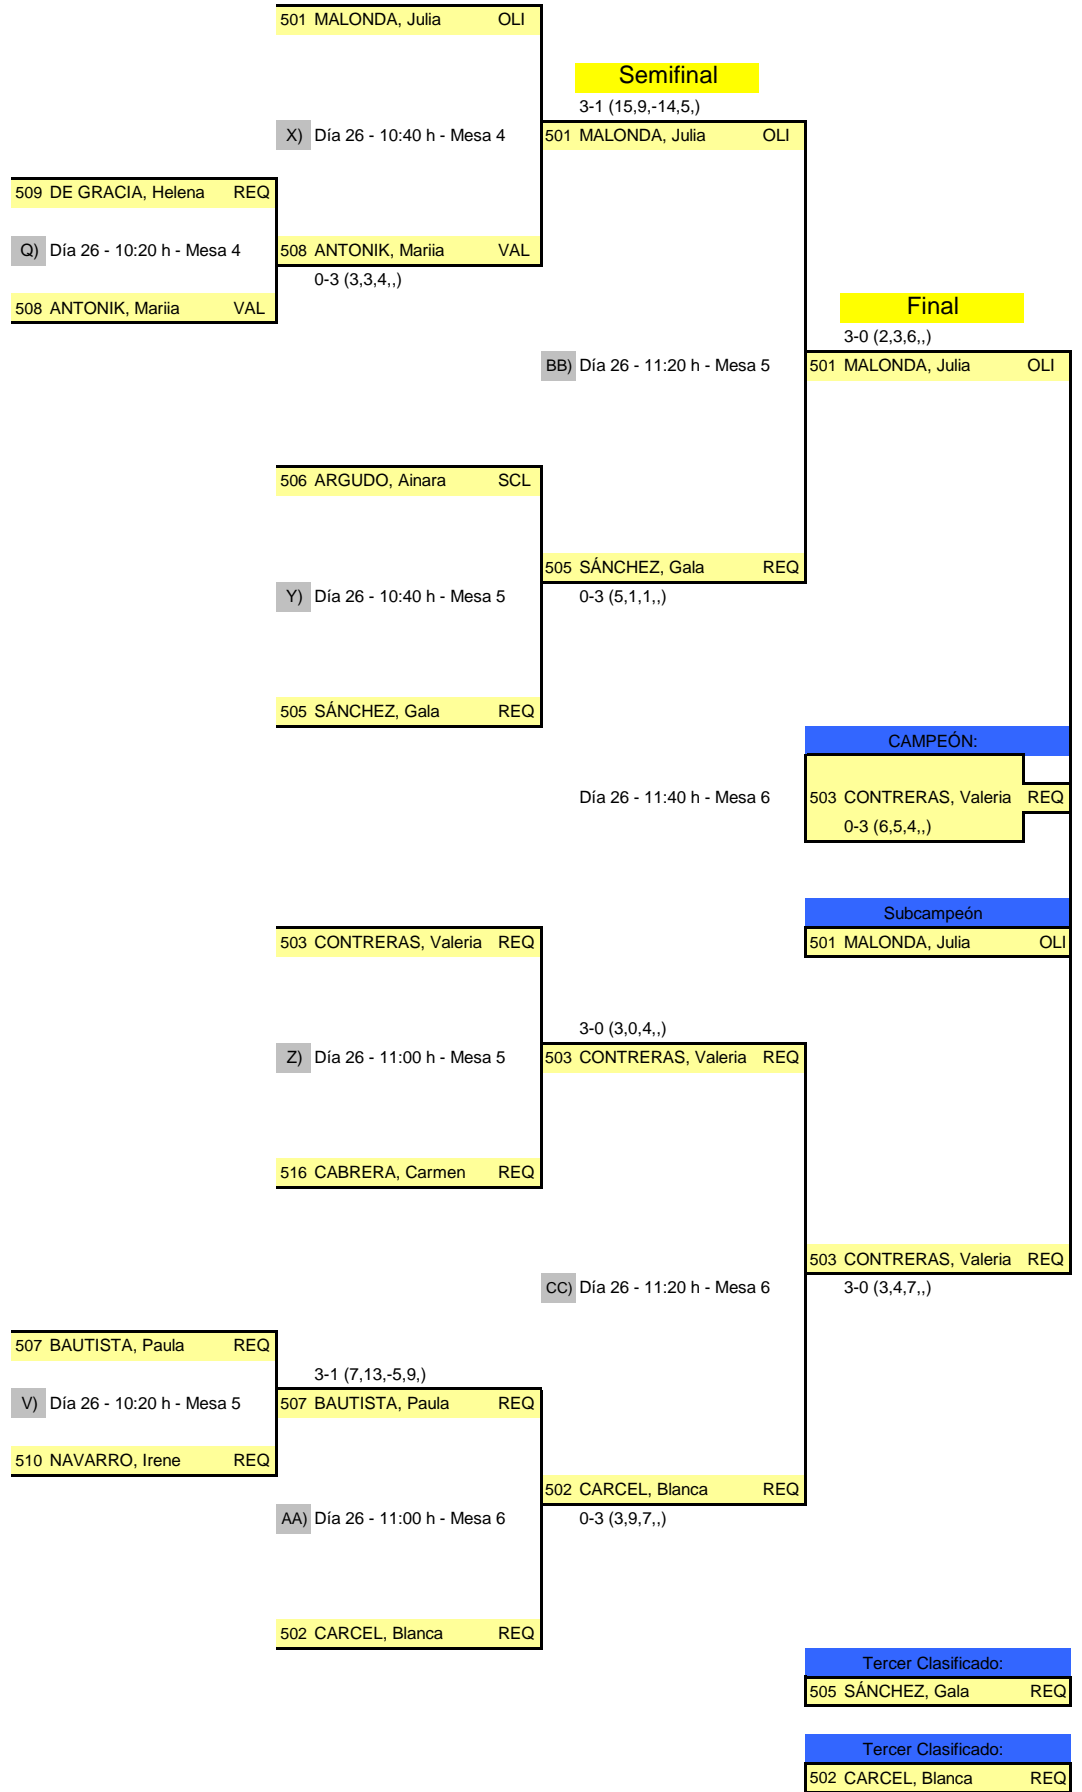 501 MALONDA, Julia OLI
Semifinal
3-1 (15,9,-14,5,)
X) Día 26 - 10:40 h - Mesa 4
501 MALONDA, Julia OLI
509 DE GRACIA, Helena REQ
Q) Día 26 - 10:20 h - Mesa 4
508 ANTONIK, Mariia VAL
0-3 (3,3,4,,)
508 ANTONIK, Mariia VAL
Final
3-0 (2,3,6,,)
BB) Día 26 - 11:20 h - Mesa 5
501 MALONDA, Julia OLI
506 ARGUDO, Ainara SCL
505 SÁNCHEZ, Gala REQ
Y) Día 26 - 10:40 h - Mesa 5
0-3 (5,1,1,,)
505 SÁNCHEZ, Gala REQ
CAMPEÓN:
Día 26 - 11:40 h - Mesa 6
503 CONTRERAS, Valeria REQ
0-3 (6,5,4,,)
Subcampeón
503 CONTRERAS, Valeria REQ
501 MALONDA, Julia OLI
3-0 (3,0,4,,)
Z) Día 26 - 11:00 h - Mesa 5
503 CONTRERAS, Valeria REQ
516 CABRERA, Carmen REQ
503 CONTRERAS, Valeria REQ
CC) Día 26 - 11:20 h - Mesa 6
3-0 (3,4,7,,)
507 BAUTISTA, Paula REQ
3-1 (7,13,-5,9,)
V) Día 26 - 10:20 h - Mesa 5
507 BAUTISTA, Paula REQ
510 NAVARRO, Irene REQ
502 CARCEL, Blanca REQ
AA) Día 26 - 11:00 h - Mesa 6
0-3 (3,9,7,,)
502 CARCEL, Blanca REQ
Tercer Clasificado:
505 SÁNCHEZ, Gala REQ
Tercer Clasificado:
502 CARCEL, Blanca REQ